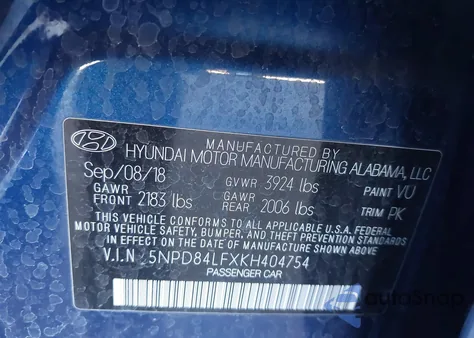 MANUFACTURED BY
HYUNDAI MOTOR MANUFACTURING ALABAMA, LLC
Sep/08/18 GVWR 3924 lbs PAINT VU
GAWR FRONT 2183 lbs GAWR REAR 2006 lbs TRIM PK
THIS VEHICLE CONFORMS TO ALL APPLICABLE U.S.A. FEDERAL
MOTOR VEHICLE SAFETY, BUMPER, AND THEFT PREVENTION
STANDARDS IN EFFECT ON THE DATE OF MANUFACTURE SHOWN ABOVE.
V.I.N 5NPD84LFXKH404754
PASSENGER CAR
autoSnap